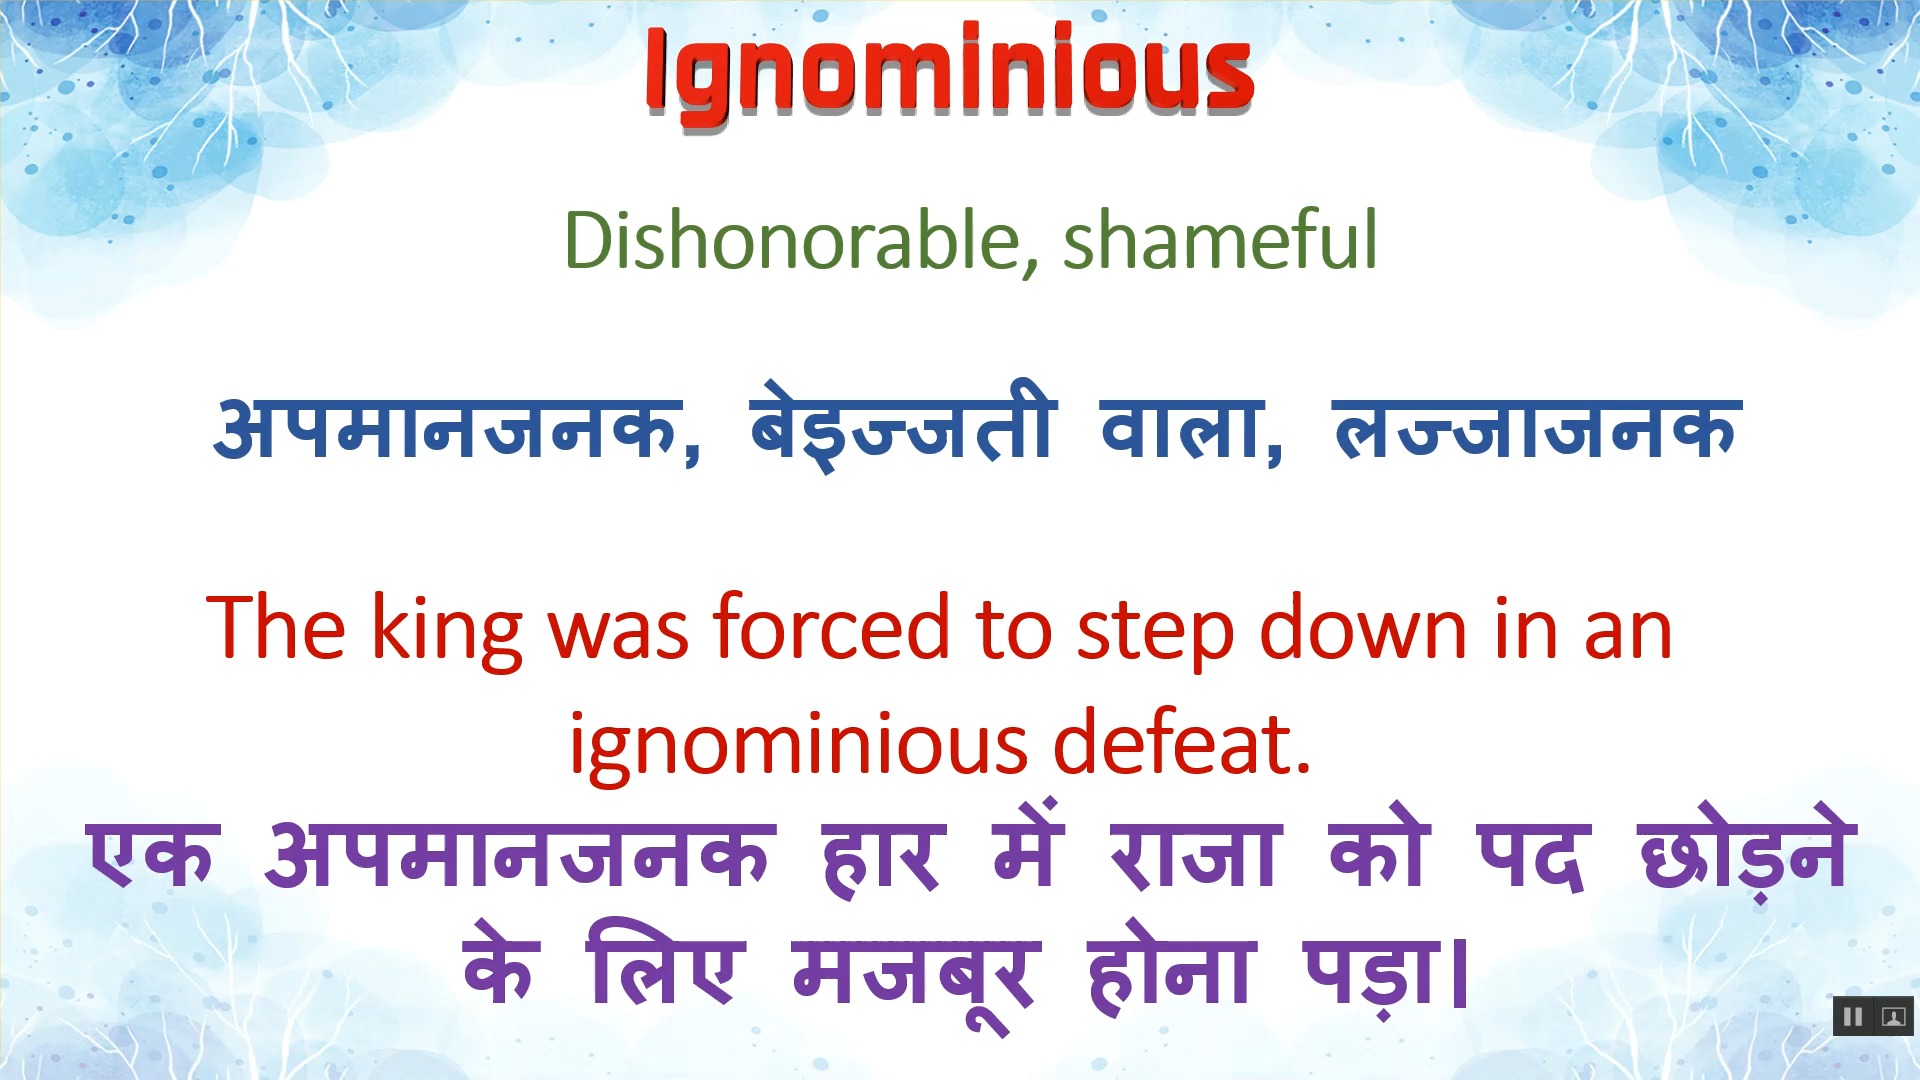 Ignominious
Dishonorable, shameful
अपमानजनक, बेइज्जती वाला, लज्जाजनक
The king was forced to step down in an
ignominious defeat.
एक अपमानजनक हार में राजा को पद छोड़ने
के लिए मजबूर होना पड़ा।